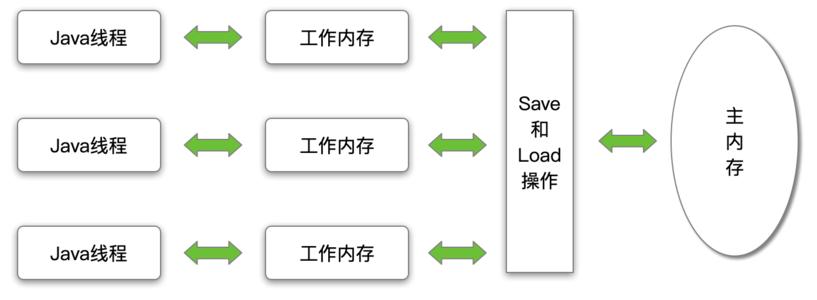 Java线程
工作内存
Java线程
工作内存
Java线程
工作内存
Save
和
Load
操作
主
内
存